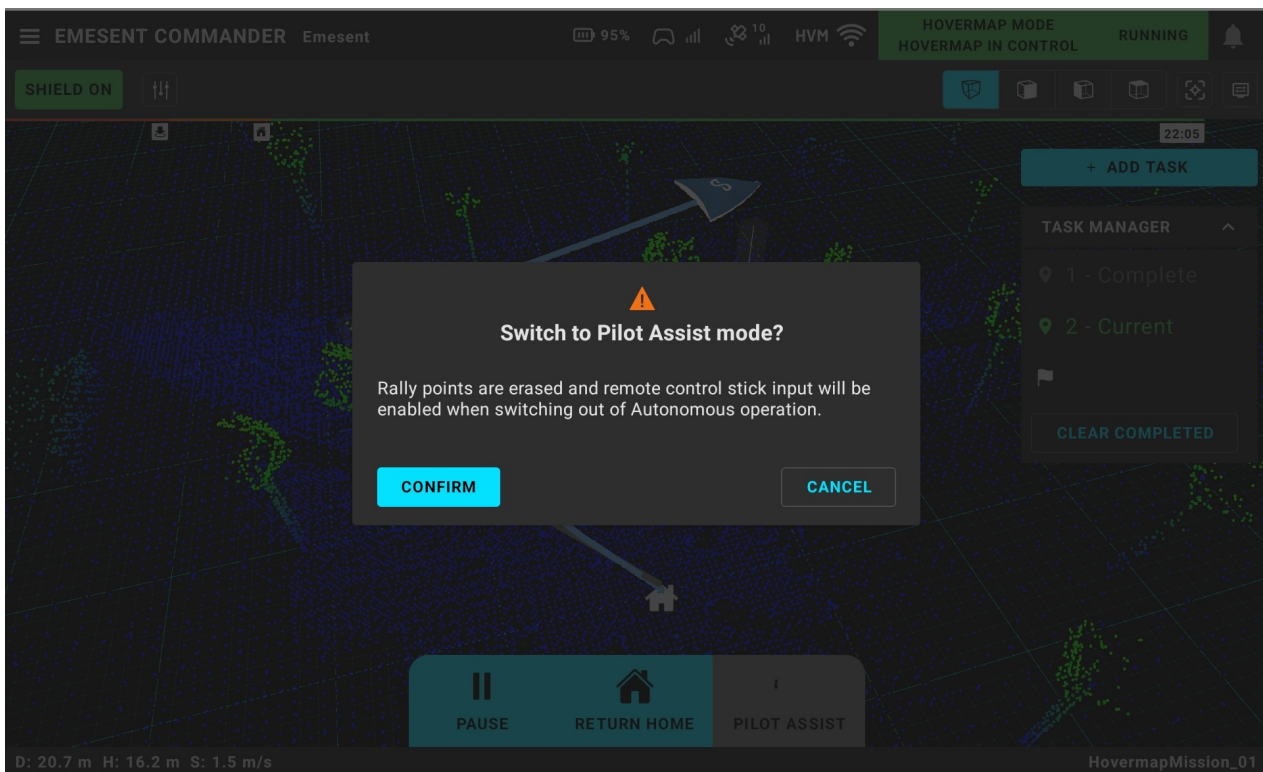 EMESENT COMMANDER Emesent
95%
10
HVM
HOVERMAP MODE
HOVERMAP IN CONTROL
RUNNING
SHIELD ON
22:05
+ ADD TASK
TASK MANAGER
1 - Complete
2 - Current
CLEAR COMPLETED
Switch to Pilot Assist mode?
Rally points are erased and remote control stick input will be
enabled when switching out of Autonomous operation.
CONFIRM
CANCEL
PAUSE
RETURN HOME
PILOT ASSIST
D: 20.7 m H: 16.2 m S: 1.5 m/s
HovermapMission_01